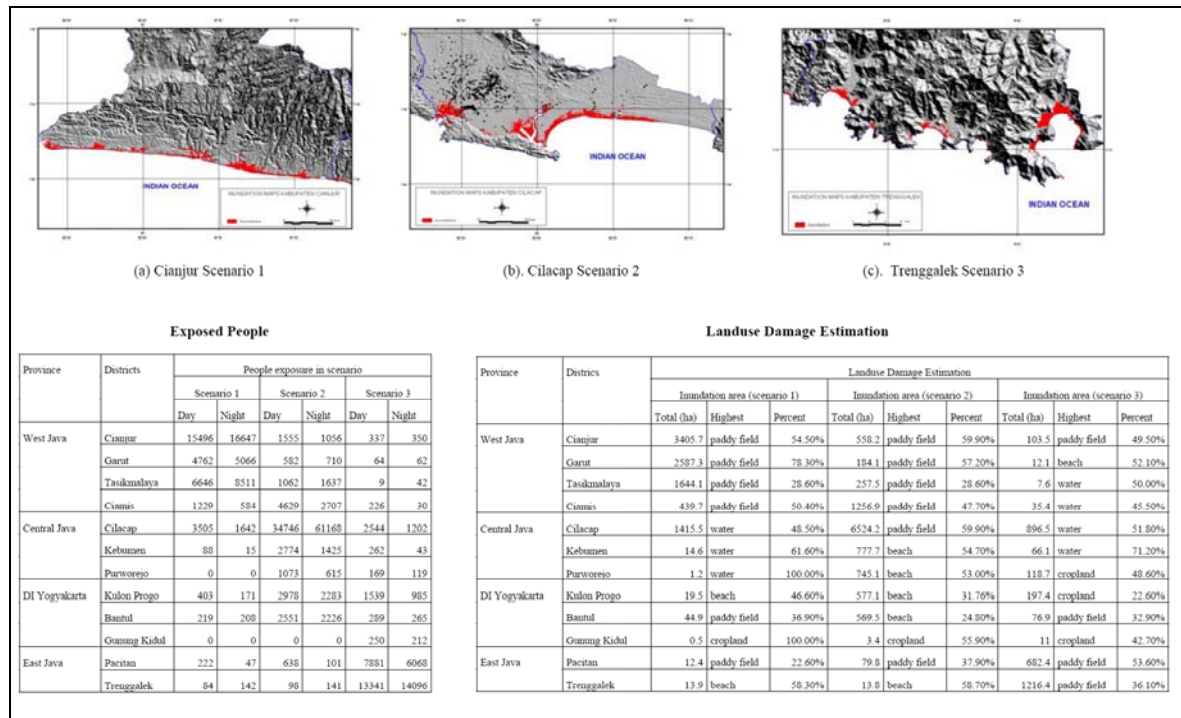 INDIAN OCEAN
INUNDATION MAPS KABUPATEN CIANJUR
Inundation
INDIAN OCEAN
INUNDATION MAPS KABUPATEN CILACAP
Inundation
INDIAN OCEAN
INUNDATION MAPS KABUPATEN TRENGGALEK
Inundation
(a) Cianjur Scenario 1
(b). Cilacap Scenario 2
(c). Trenggalek Scenario 3
Exposed People
Province Districts People exposure in scenario
Scenario 1 Scenario 2 Scenario 3
Day Night Day Night Day Night
West Java Cianjur 15496 16647 1555 1056 337 350
Garut 4762 5066 582 710 64 62
Tasikmalaya 6646 8511 1062 1637 9 42
Ciamis 1229 584 4629 2707 226 30
Central Java Cilacap 3505 1642 34746 61168 2544 1202
Kebumen 88 15 2774 1425 262 43
Purworejo 0 0 1073 615 169 119
DI Yogyakarta Kulon Progo 403 171 2978 2283 1539 985
Bantul 219 208 2551 2226 289 265
Gunung Kidul 0 0 0 0 250 212
East Java Pacitan 222 47 638 101 7881 6068
Trenggalek 84 142 98 141 13341 14096
Landuse Damage Estimation
Province Districs Landuse Damage Estimation
Inundation area (scenario 1) Inundation area (scenario 2) Inundation area (scenario 3)
Total (ha) Highest Percent Total (ha) Highest Percent Total (ha) Highest Percent
West Java Cianjur 3405.7 paddy field 54.50% 558.2 paddy field 59.90% 103.5 paddy field 49.50%
Garut 2587.3 paddy field 78.30% 184.1 paddy field 57.20% 12.1 beach 52.10%
Tasikmalaya 1644.1 paddy field 28.60% 257.5 paddy field 28.60% 7.6 water 50.00%
Ciamis 439.7 paddy field 50.40% 1256.9 paddy field 47.70% 35.4 water 45.50%
Central Java Cilacap 1415.5 water 48.50% 6524.2 paddy field 59.90% 896.5 water 51.80%
Kebumen 14.6 water 61.60% 777.7 beach 54.70% 66.1 water 71.20%
Purworejo 1.2 water 100.00% 745.1 beach 53.00% 118.7 cropland 48.60%
DI Yogyakarta Kulon Progo 19.5 beach 46.60% 577.1 beach 31.76% 197.4 cropland 22.60%
Bantul 44.9 paddy field 36.90% 569.5 beach 24.80% 76.9 paddy field 32.90%
Gunung Kidul 0.5 cropland 100.00% 3.4 cropland 55.90% 11 cropland 42.70%
East Java Pacitan 12.4 paddy field 22.60% 79.8 paddy field 37.90% 682.4 paddy field 53.60%
Trenggalek 13.9 beach 58.30% 13.8 beach 58.70% 1216.4 paddy field 36.10%